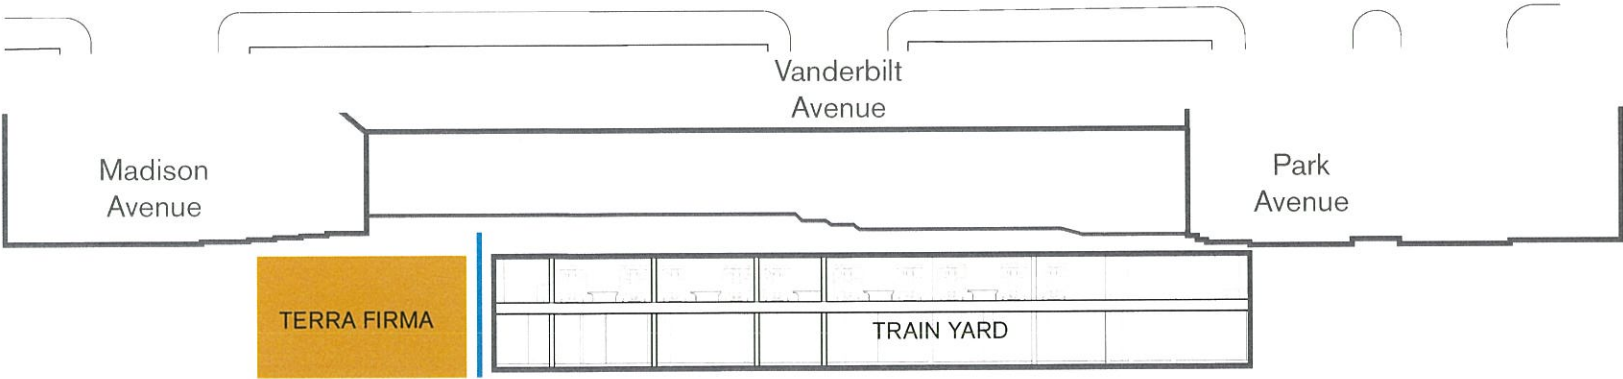 Vanderbilt
Avenue
Madison
Avenue
Park
Avenue
TERRA FIRMA
TRAIN YARD